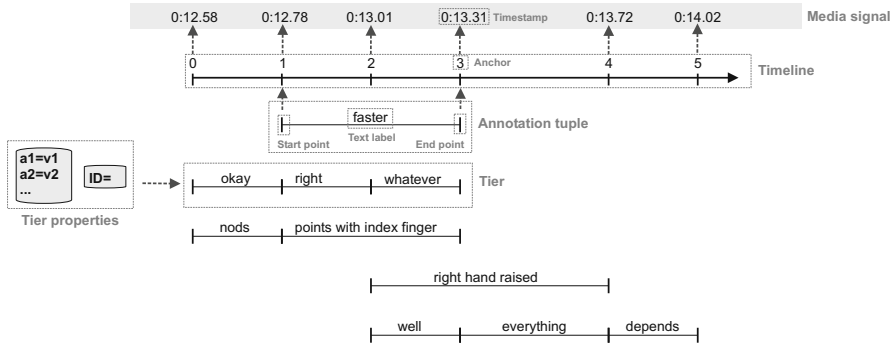 0:12.58 0:12.78 0:13.01 0:13.31 Timestamp 0:13.72 0:14.02 Media signal
0 1 2 3 Anchor 4 5
Timeline
faster
Annotation tuple
Text label
Start point End point
a1=v1
a2=v2
...
ID=
Tier properties
okay right whatever
Tier
nods points with index finger
right hand raised
well everything depends